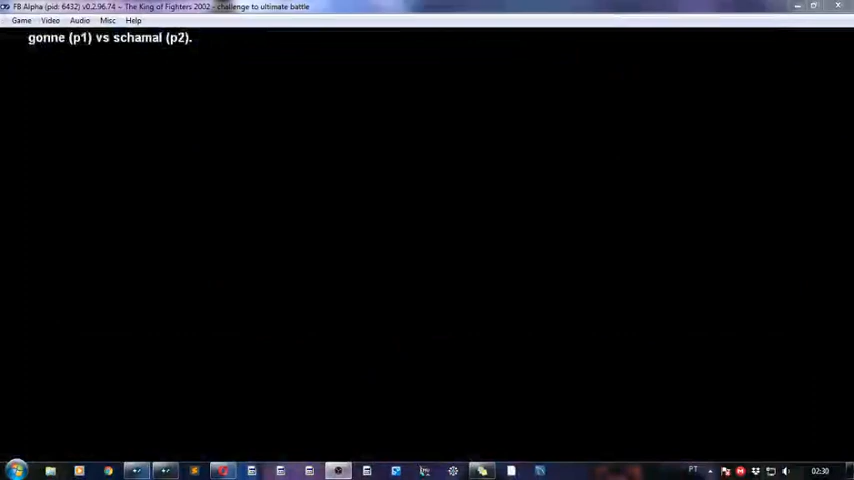 FB Alpha (pid: 6432) v0.2.96.74 ~ The King of Fighters 2002 - challenge to ultimate battle
Game Video Audio Misc Help
gonne (p1) vs schamal (p2).
PT 02:30